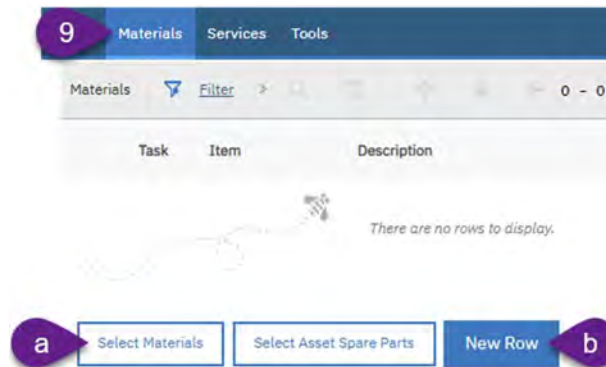 9 Materials Services Tools
Materials Filter > 0 - 0
Task Item Description
There are no rows to display.
a Select Materials Select Asset Spare Parts New Row b